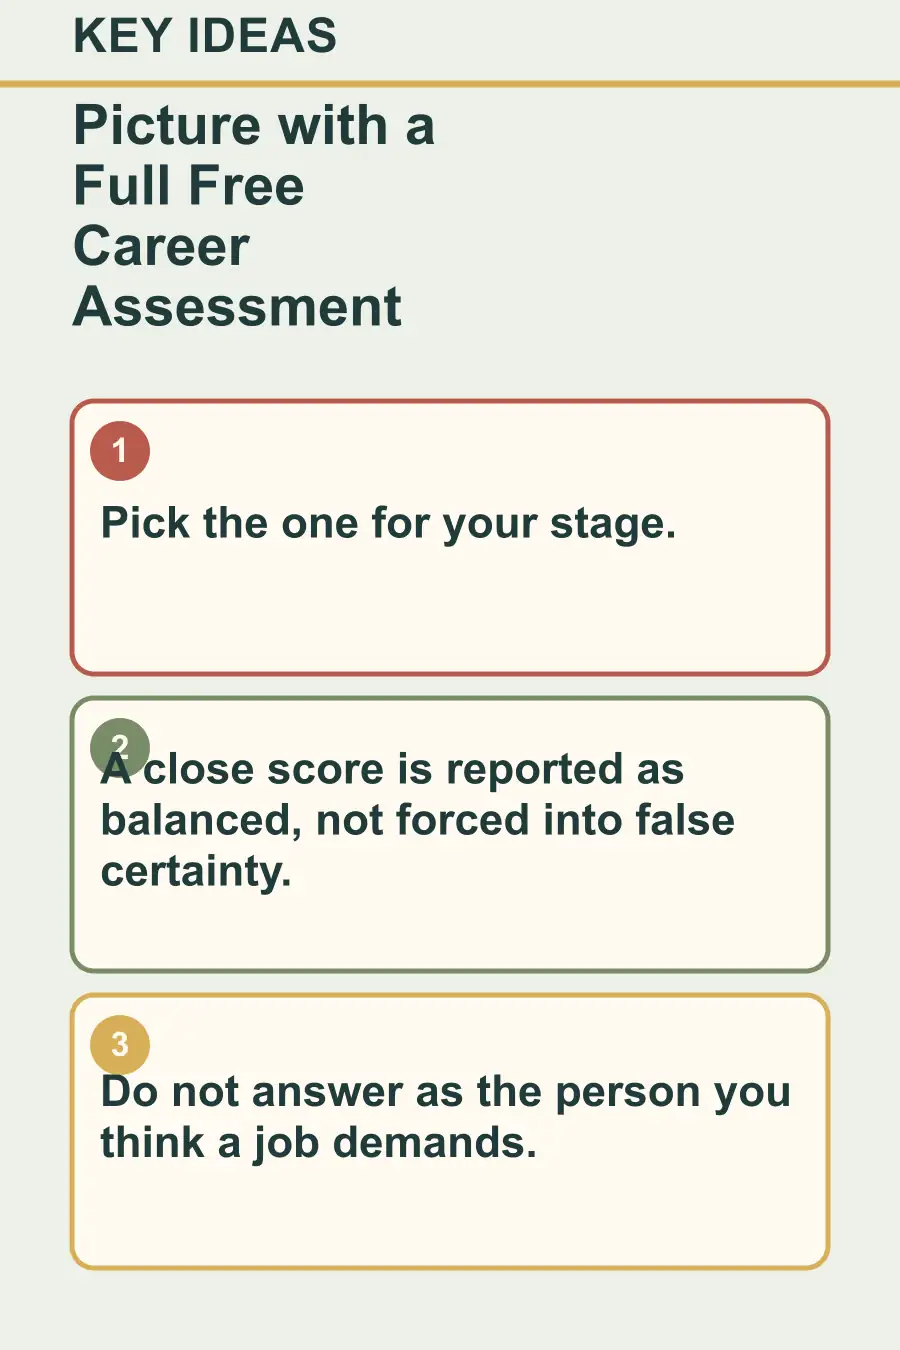 KEY IDEAS
Picture with a
Full Free
Career
Assessment
1
Pick the one for your stage.
2
A close score is reported as
balanced, not forced into false
certainty.
3
Do not answer as the person you
think a job demands.